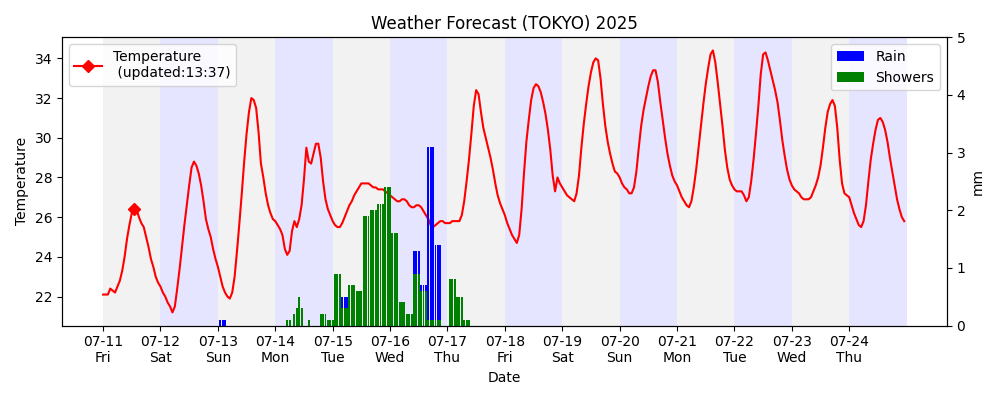 Weather Forecast (TOKYO) 2025
Temperature
(updated:13:37)
Rain
Showers
Temperature
34
32
30
28
26
24
22
5
4
3
2
1
0
mm
07-11 07-12 07-13 07-14 07-15 07-16 07-17 07-18 07-19 07-20 07-21 07-22 07-23 07-24
Fri Sat Sun Mon Tue Wed Thu Fri Sat Sun Mon Tue Wed Thu
Date